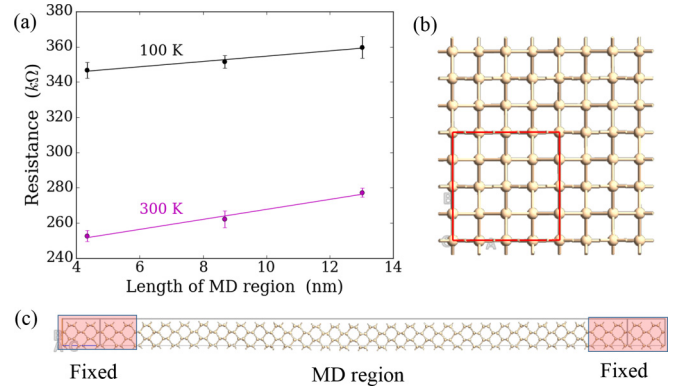 (a)
Resistance (kΩ)
380
360
340
320
300
280
260
240
100 K
300 K
4
6
8
10
12
14
Length of MD region (nm)
(b)
B
C
A
(c)
Fixed
MD region
Fixed